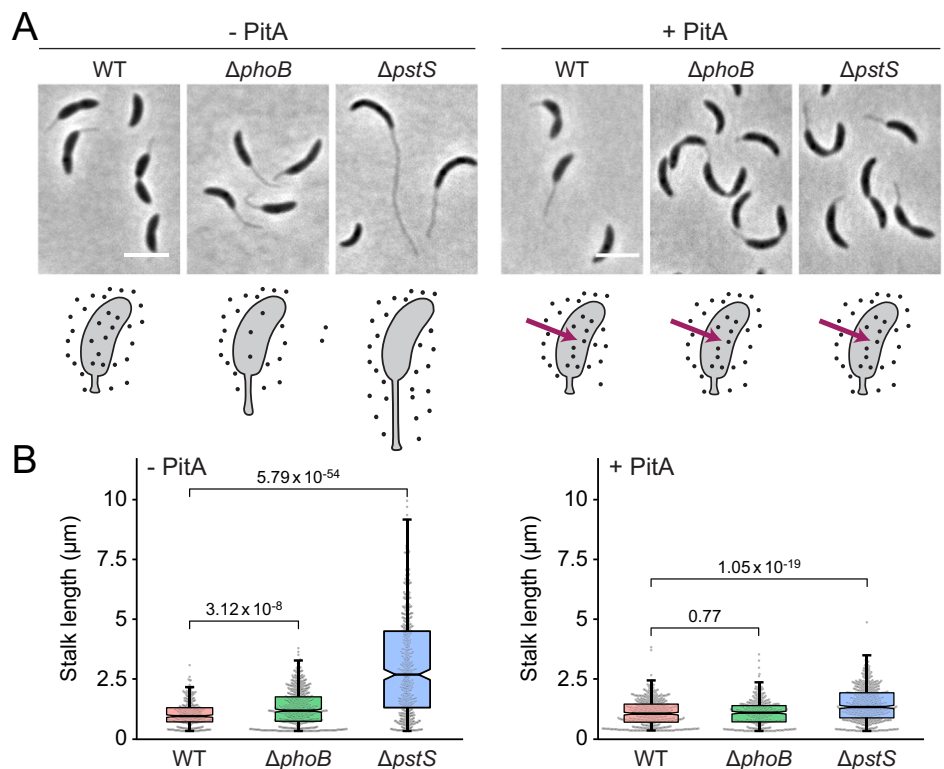 A
- PitA
+ PitA
WT ΔphoB ΔpstS
WT ΔphoB ΔpstS
B
- PitA
Stalk length (µm)
10
7.5
5
2.5
0
5.79 x 10-54
3.12 x 10-8
WT ΔphoB ΔpstS
+ PitA
Stalk length (µm)
10
7.5
5
2.5
0
1.05 x 10-19
0.77
WT ΔphoB ΔpstS